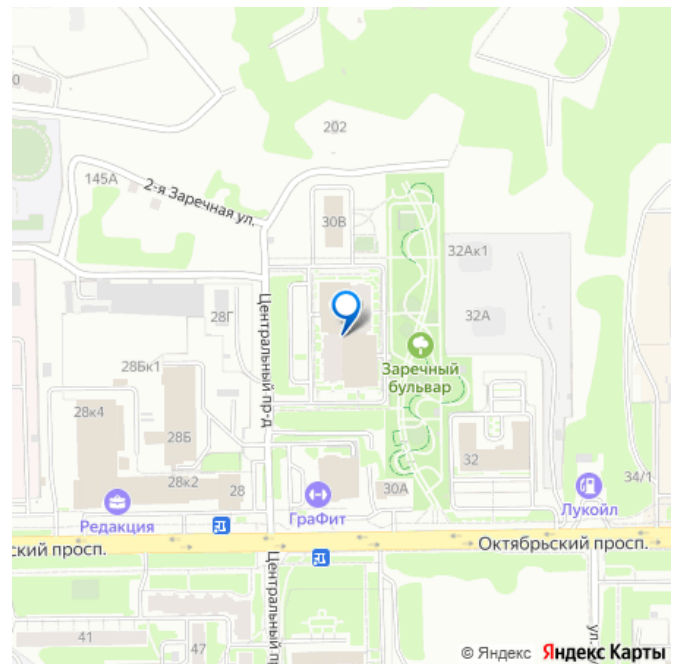 0
202
145А
2-я Заречная ул.
30В
32Ак1
28Г
32А
Центральный пр-д
28Бк1
Заречный
бульвар
28к4
28Б
32
28к2
28
30А
34/1
Редакция
ГраФит
Лукойл
ский просп.
Октябрьский просп.
Центральный п
ул.
41
47
© Яндекс Яндекс Карты